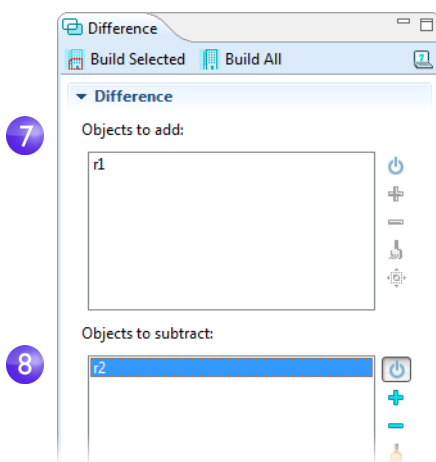 Difference
Build Selected Build All
Difference
7
Objects to add:
r1
8
Objects to subtract:
r2